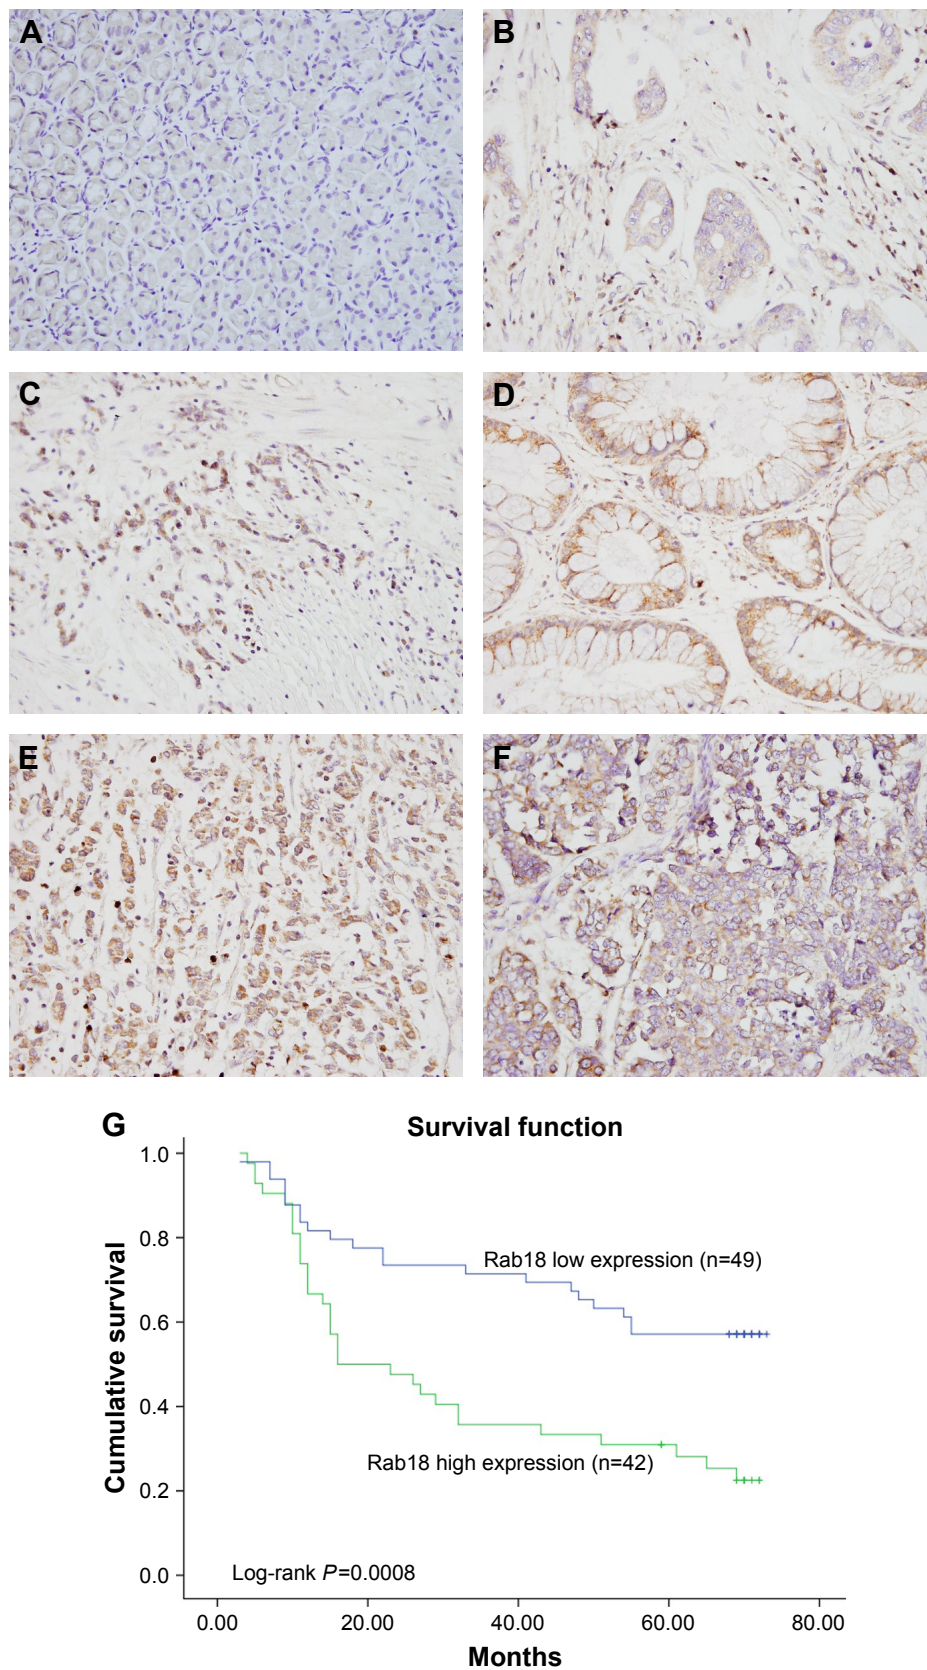 A
B
C
D
E
F
G
Survival function
1.0
0.8
0.6
0.4
0.2
0.0
Cumulative survival
Rab18 low expression (n=49)
Rab18 high expression (n=42)
Log-rank P=0.0008
0.00 20.00 40.00 60.00 80.00
Months